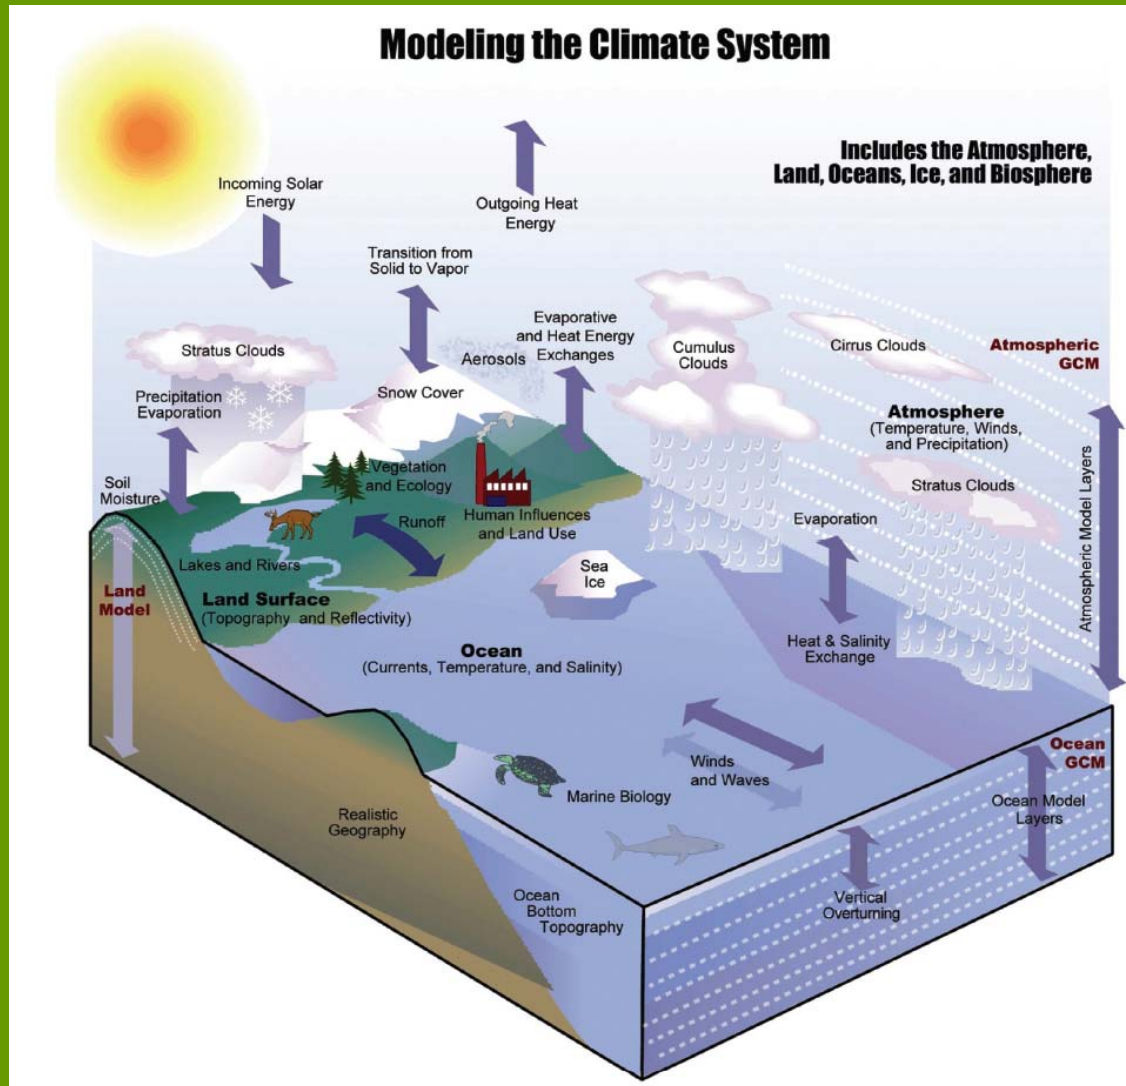 Modeling the Climate System
Includes the Atmosphere,
Land, Oceans, Ice, and Biosphere
Incoming Solar
Energy
Outgoing Heat
Energy
Transition from
Solid to Vapor
Evaporative
and Heat Energy
Exchanges
Stratus Clouds
Aerosols
Cumulus
Clouds
Cirrus Clouds
Atmospheric
GCM
Precipitation
Evaporation
Snow Cover
Atmosphere
(Temperature, Winds,
and Precipitation)
Soil
Moisture
Vegetation
and Ecology
Stratus Clouds
Runoff
Human Influences
and Land Use
Evaporation
Atmospheric Model Layers
Lakes and Rivers
Sea
Ice
Land
Model
Land Surface
(Topography and Reflectivity)
Heat & Salinity
Exchange
Ocean
(Currents, Temperature, and Salinity)
Ocean
GCM
Winds
and Waves
Marine Biology
Ocean Model
Layers
Realistic
Geography
Vertical
Overturning
Ocean
Bottom
Topography